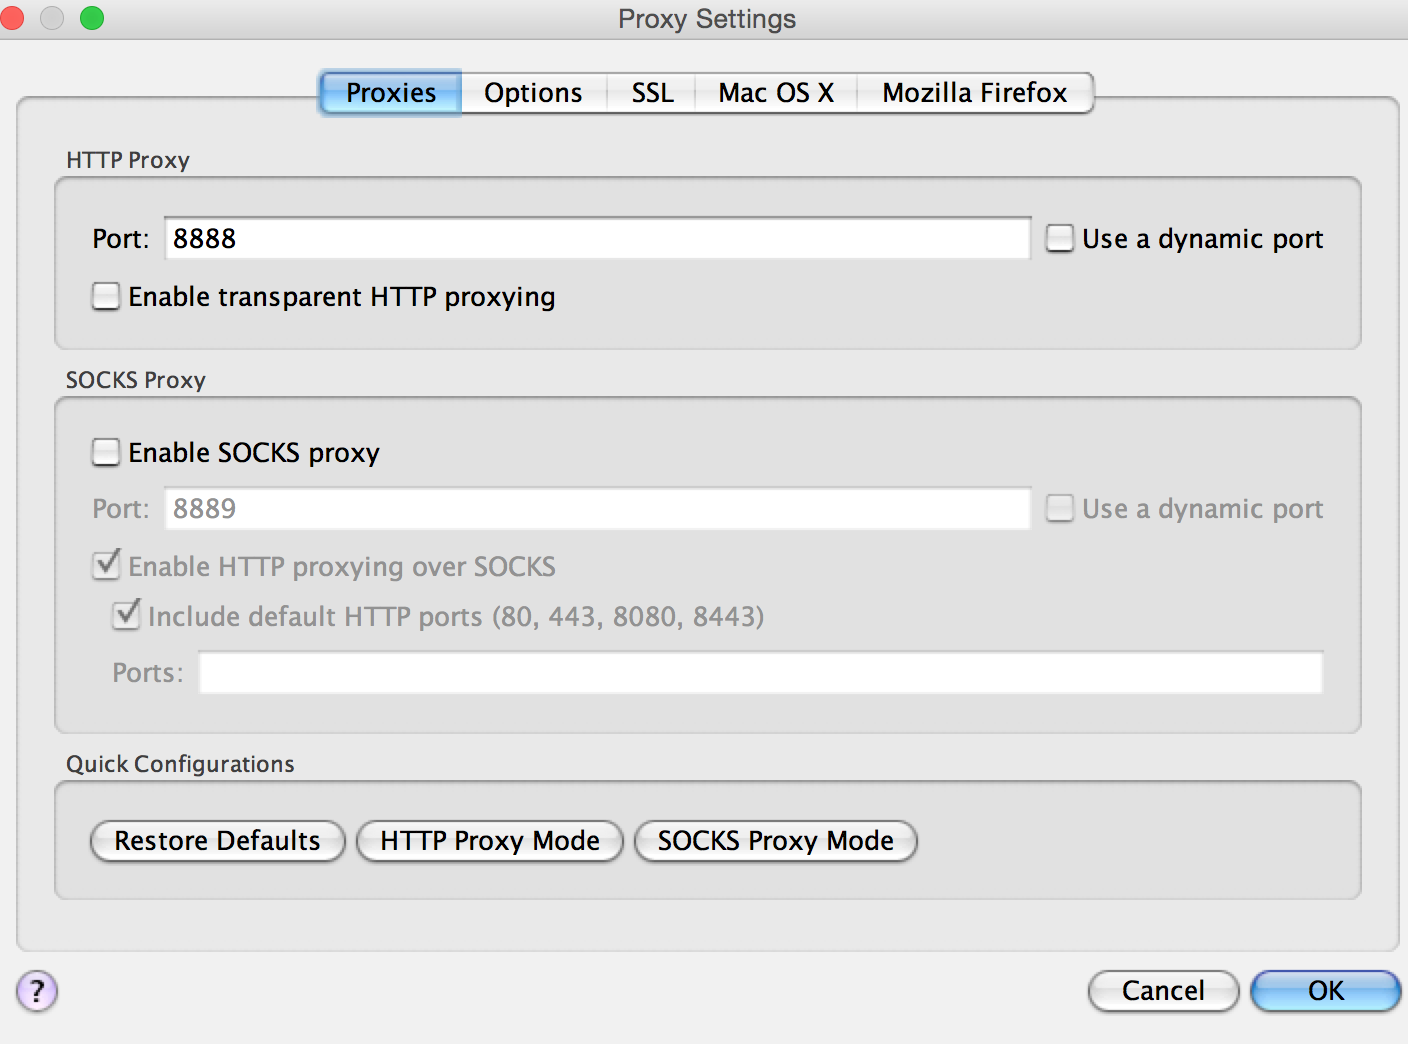 Proxy Settings
Proxies Options SSL Mac OS X Mozilla Firefox
HTTP Proxy
Port: 8888 Use a dynamic port
Enable transparent HTTP proxying
SOCKS Proxy
Enable SOCKS proxy
Port: 8889 Use a dynamic port
Enable HTTP proxying over SOCKS
Include default HTTP ports (80, 443, 8080, 8443)
Ports:
Quick Configurations
Restore Defaults HTTP Proxy Mode SOCKS Proxy Mode
? Cancel OK